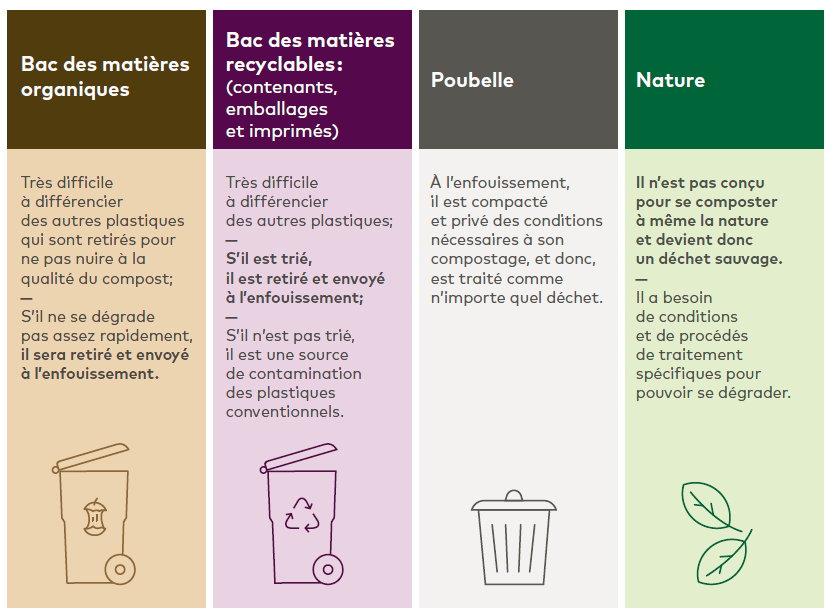 Bac des matières
organiques
Très difficile
à différencier
des autres plastiques
qui sont retirés pour
ne pas nuire à la
qualité du compost;
—
S'il ne se dégrade
pas assez rapidement,
il sera retiré et envoyé
à l'enfouissement.
Bac des matières
recyclables:
(contenants,
emballages
et imprimés)
Très difficile
à différencier
des autres plastiques;
—
S'il est trié,
il est retiré et envoyé
à l'enfouissement;
—
S'il n'est pas trié,
il est une source
de contamination
des plastiques
conventionnels.
Poubelle
À l'enfouissement,
il est compacté
et privé des conditions
nécessaires à son
compostage, et donc,
est traité comme
n'importe quel déchet.
Nature
Il n'est pas conçu
pour se composter
à même la nature
et devient donc
un déchet sauvage.
—
Il a besoin
de conditions
et de procédés
de traitement
spécifiques pour
pouvoir se dégrader.